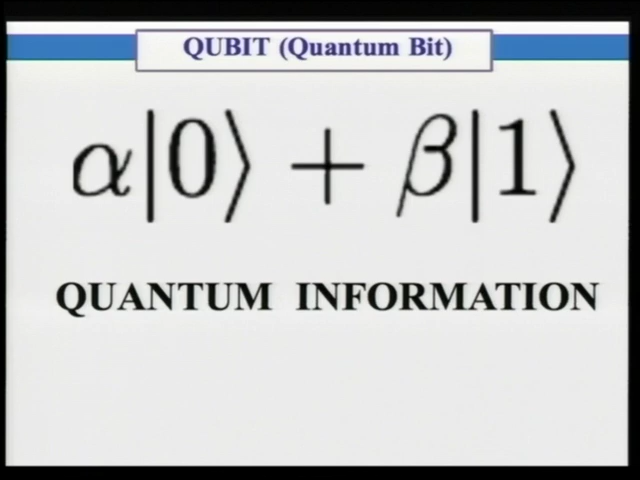 QUBIT (Quantum Bit)
α|0⟩ + β|1⟩
QUANTUM INFORMATION